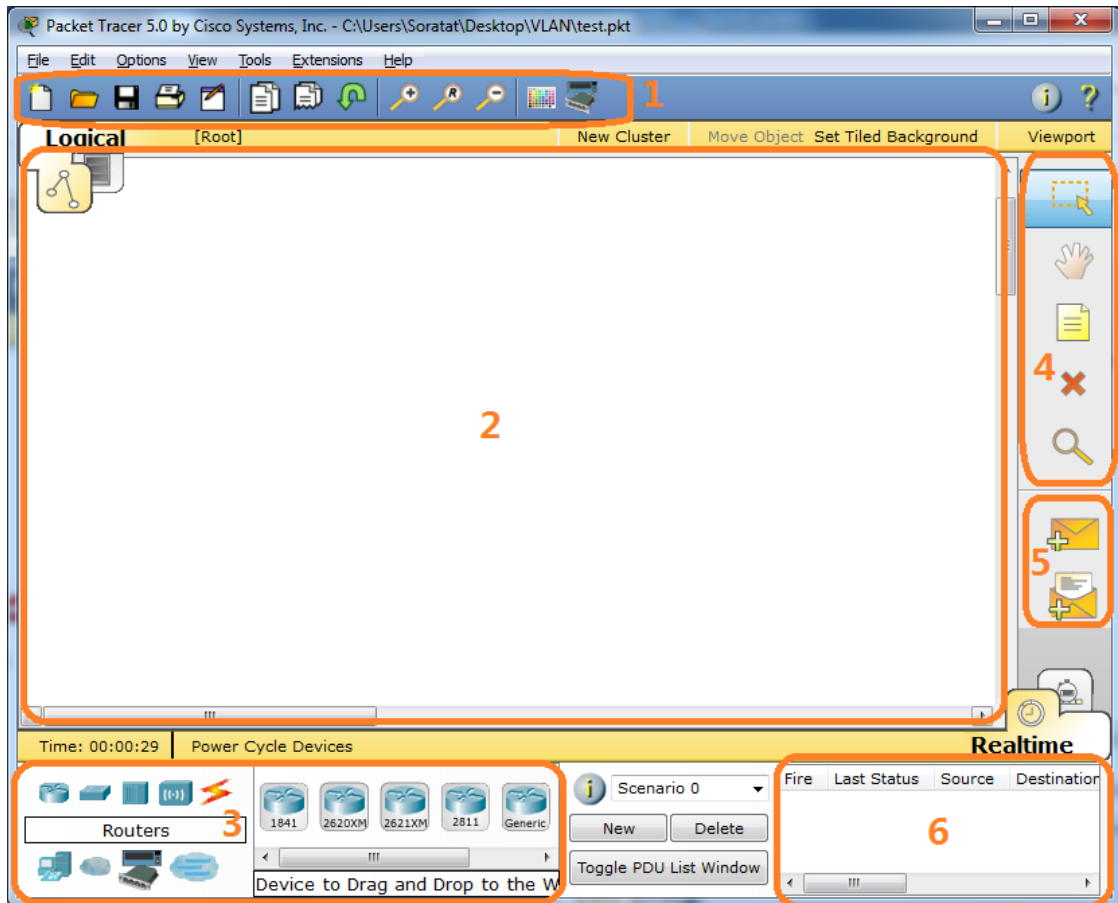 Packet Tracer 5.0 by Cisco Systems, Inc. - C:\Users\Soratat\Desktop\VLAN\test.pkt
File Edit Options View Tools Extensions Help
R
1
i ?
Logical [Root] New Cluster Move Object Set Tiled Background Viewport
2
4
5
Time: 00:00:29 Power Cycle Devices Realtime
Routers
3
1841 2620XM 2621XM 2811 Generic
Device to Drag and Drop to the W
i Scenario 0
New Delete
Toggle PDU List Window
Fire Last Status Source Destination
6